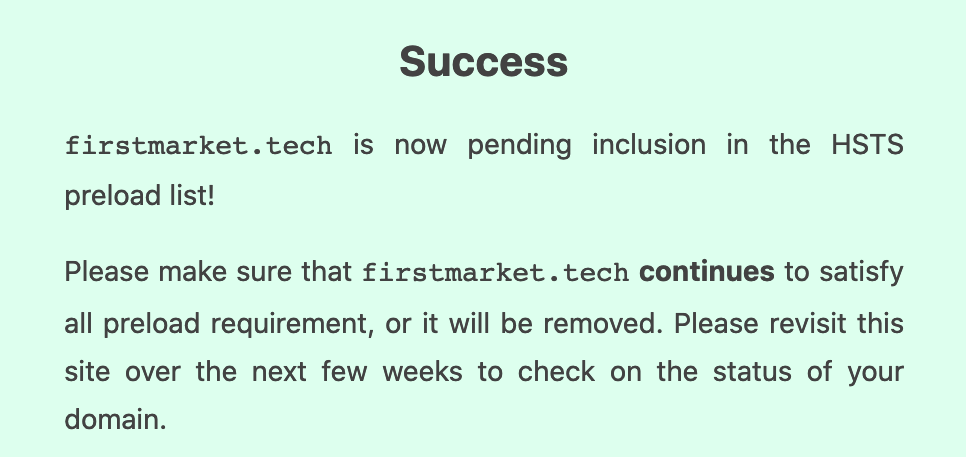 Success
firstmarket.tech is now pending inclusion in the HSTS
preload list!
Please make sure that firstmarket.tech continues to satisfy
all preload requirement, or it will be removed. Please revisit this
site over the next few weeks to check on the status of your
domain.